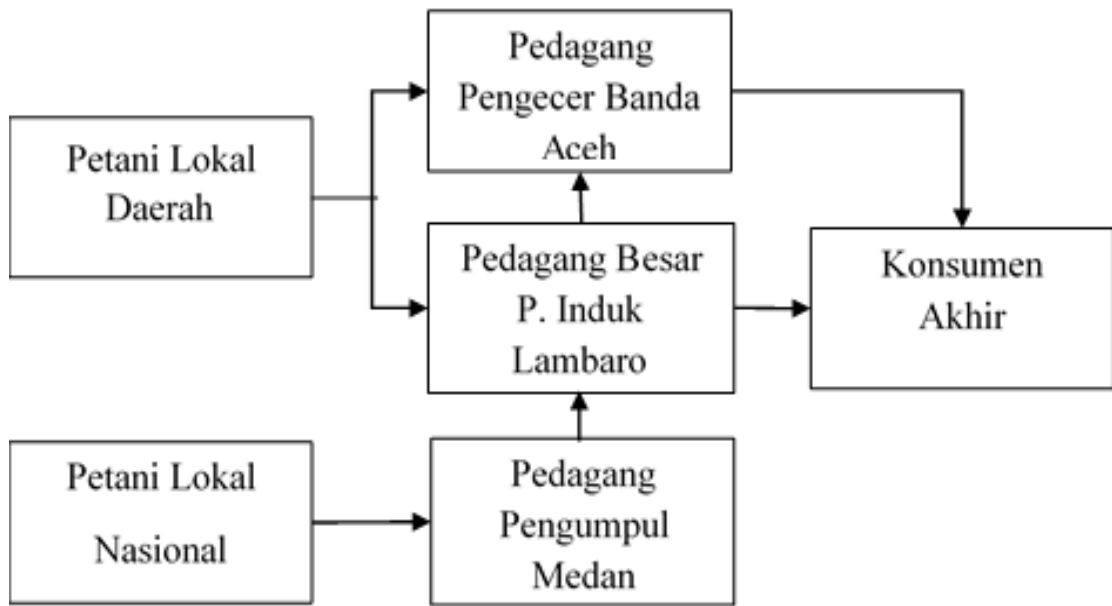 Pedagang
Pengecer Banda
Aceh
Petani Lokal
Daerah
Pedagang Besar
P. Induk
Lambaro
Konsumen
Akhir
Petani Lokal
Nasional
Pedagang
Pengumpul
Medan